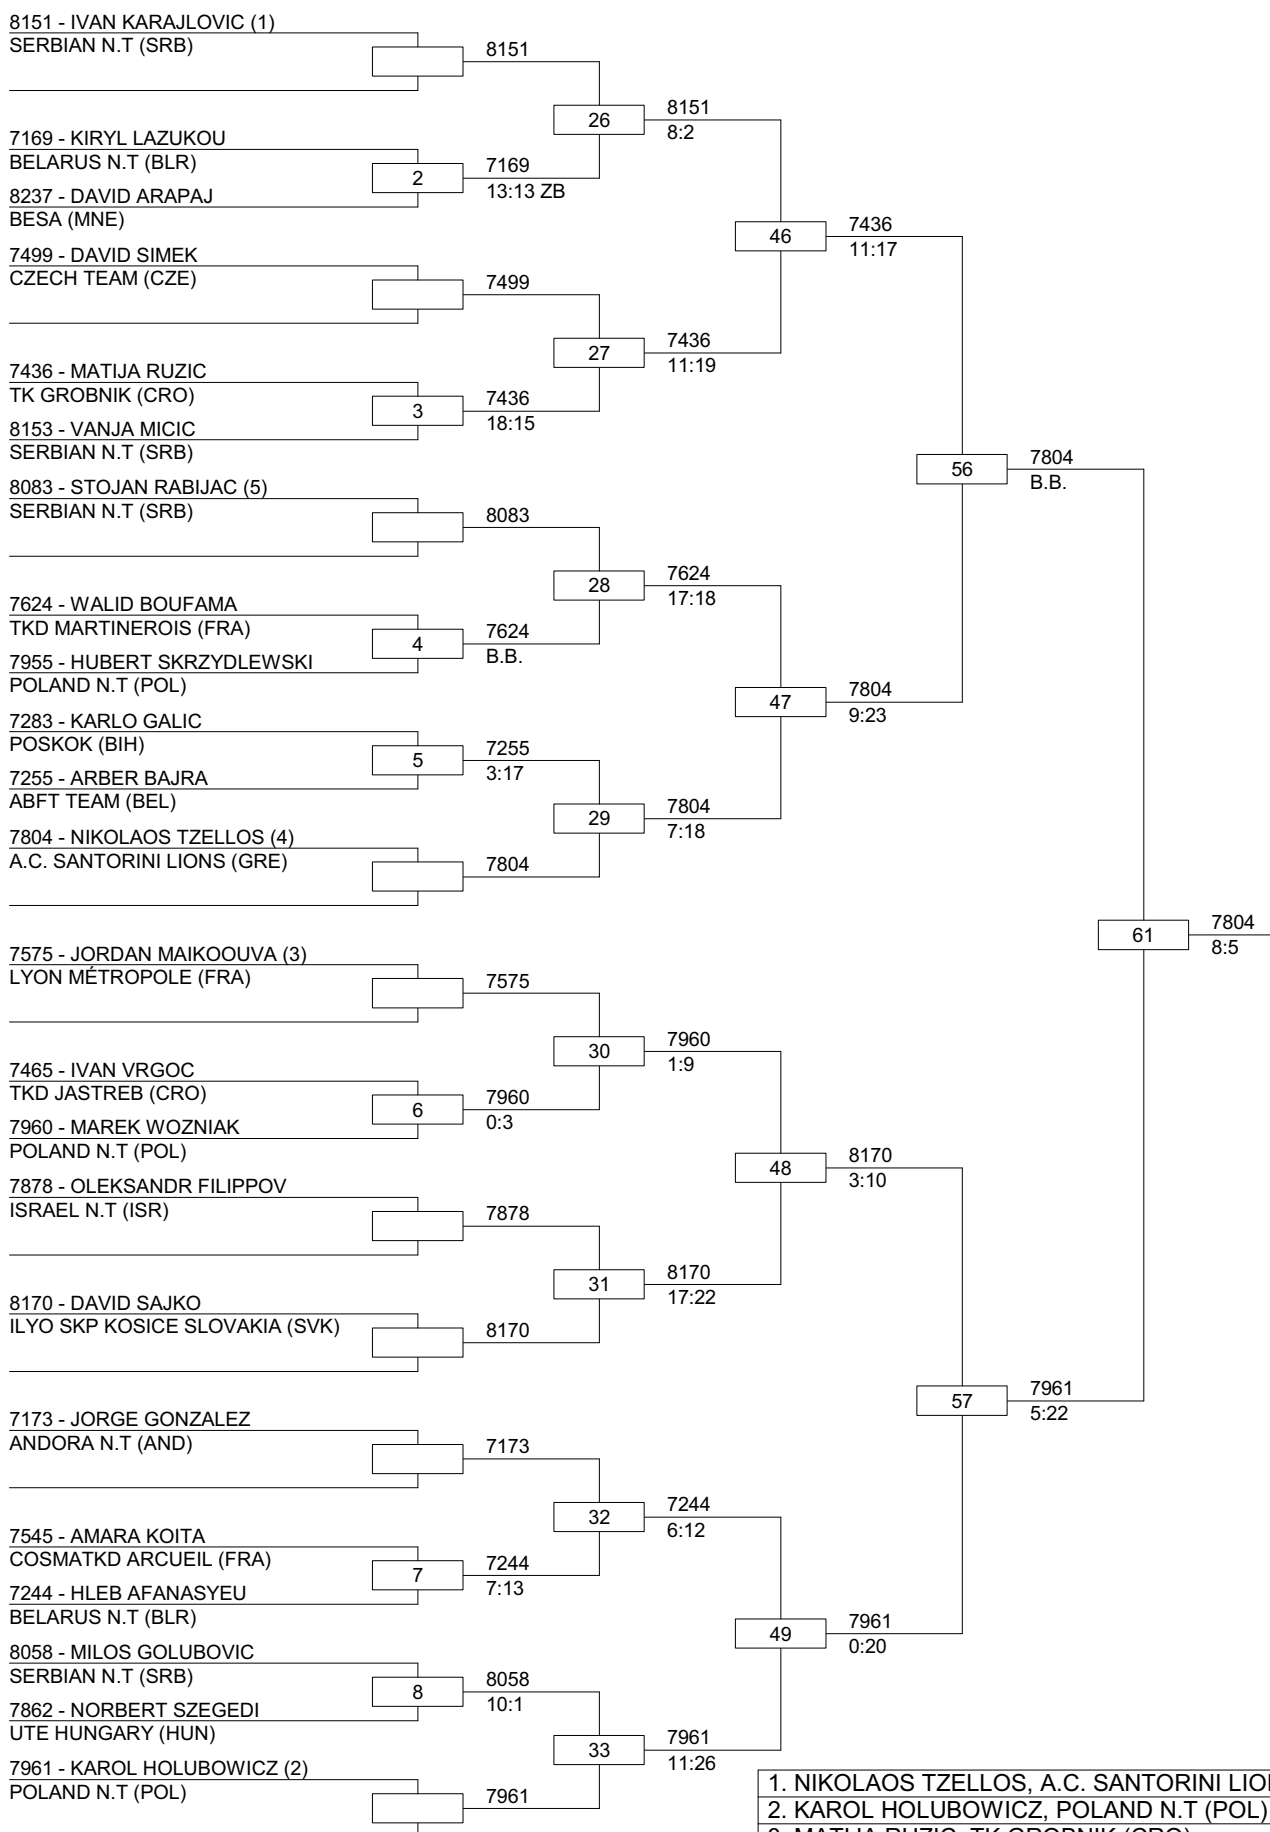 8151 - IVAN KARAJLOVIC (1)
SERBIAN N.T (SRB)
8151
26
8151
8:2
7169 - KIRYL LAZUKOU
BELARUS N.T (BLR)
2
7169
13:13 ZB
8237 - DAVID ARAPAJ
BESA (MNE)
46
7436
11:17
7499 - DAVID SIMEK
CZECH TEAM (CZE)
7499
27
7436
11:19
7436 - MATIJA RUZIC
TK GROBNIK (CRO)
3
7436
18:15
8153 - VANJA MICIC
SERBIAN N.T (SRB)
56
7804
B.B.
8083 - STOJAN RABIJAC (5)
SERBIAN N.T (SRB)
8083
28
7624
17:18
7624 - WALID BOUFAMA
TKD MARTINEROIS (FRA)
4
7624
B.B.
7955 - HUBERT SKRZYDLEWSKI
POLAND N.T (POL)
47
7804
9:23
7283 - KARLO GALIC
POSKOK (BIH)
5
7255
3:17
7255 - ARBER BAJRA
ABFT TEAM (BEL)
29
7804
7:18
7804 - NIKOLAOS TZELLOS (4)
A.C. SANTORINI LIONS (GRE)
7804
61
7804
8:5
7575 - JORDAN MAIKOOUVA (3)
LYON MÉTROPOLE (FRA)
7575
30
7960
1:9
7465 - IVAN VRGOC
TKD JASTREB (CRO)
6
7960
0:3
7960 - MAREK WOZNIAK
POLAND N.T (POL)
48
8170
3:10
7878 - OLEKSANDR FILIPPOV
ISRAEL N.T (ISR)
7878
31
8170
17:22
8170 - DAVID SAJKO
ILYO SKP KOSICE SLOVAKIA (SVK)
8170
57
7961
5:22
7173 - JORGE GONZALEZ
ANDORA N.T (AND)
7173
32
7244
6:12
7545 - AMARA KOITA
COSMATKD ARCUEIL (FRA)
7
7244
7:13
7244 - HLEB AFANASYEU
BELARUS N.T (BLR)
49
7961
0:20
8058 - MILOS GOLUBOVIC
SERBIAN N.T (SRB)
8
8058
10:1
7862 - NORBERT SZEGEDI
UTE HUNGARY (HUN)
33
7961
11:26
7961 - KAROL HOLUBOWICZ (2)
POLAND N.T (POL)
7961
1. NIKOLAOS TZELLOS, A.C. SANTORINI
2. KAROL HOLUBOWICZ, POLAND N.T (POL)
3. MATIJA RUZIC, TK GROBNIK (CRO)